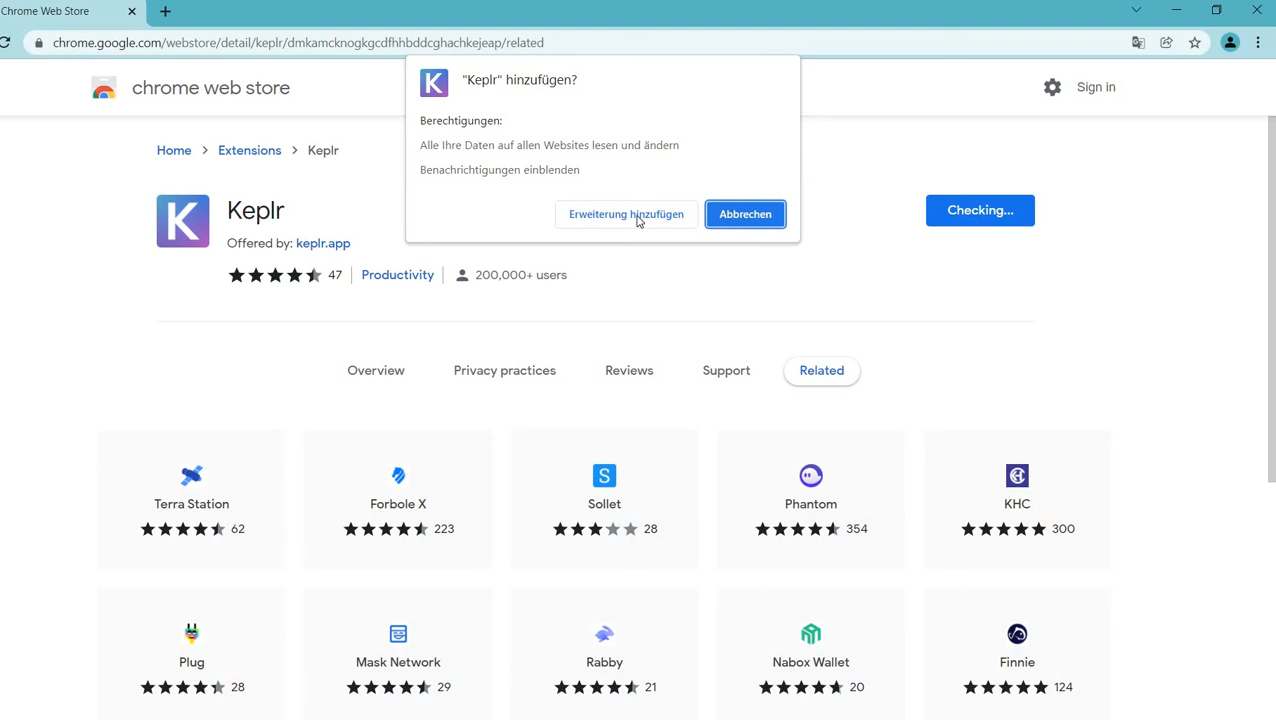 Chrome Web Store
chrome.google.com/webstore/detail/keplr/dmkamcknogkgcdfhhbddcghachkejeap/related
chrome web store
Sign in
"Keplr" hinzufügen?
Berechtigungen:
Alle Ihre Daten auf allen Websites lesen und ändern
Benachrichtigungen einblenden
Erweiterung hinzufügen
Abbrechen
Home > Extensions > Keplr
Keplr
Checking...
Offered by: keplr.app
47 Productivity 200,000+ users
Overview Privacy practices Reviews Support Related
Terra Station Forbole X Sollet Phantom KHC
62 223 28 354 300
Plug Mask Network Rabby Nabox Wallet Finnie
28 29 21 20 124